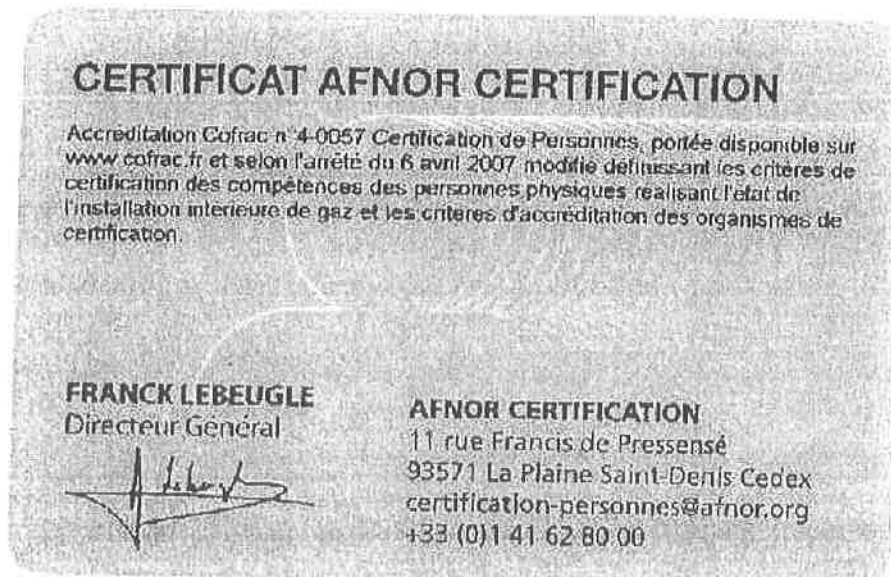 CERTIFICAT AFNOR CERTIFICATION
Accréditation Cofrac n°4-0057 Certification de Personnes, portée disponible sur
www.cofrac.fr et selon l'arrêté du 6 avril 2007 modifié définissant les critères de
certification des compétences des personnes physiques réalisant l'état de
l'installation intérieure de gaz et les critères d'accréditation des organismes de
certification.
FRANCK LEBEUGLE
Directeur Général
AFNOR CERTIFICATION
11 rue Francis de Pressensé
93571 La Plaine Saint-Denis Cedex
certification-personnes@afnor.org
+33 (0)1 41 62 80 00